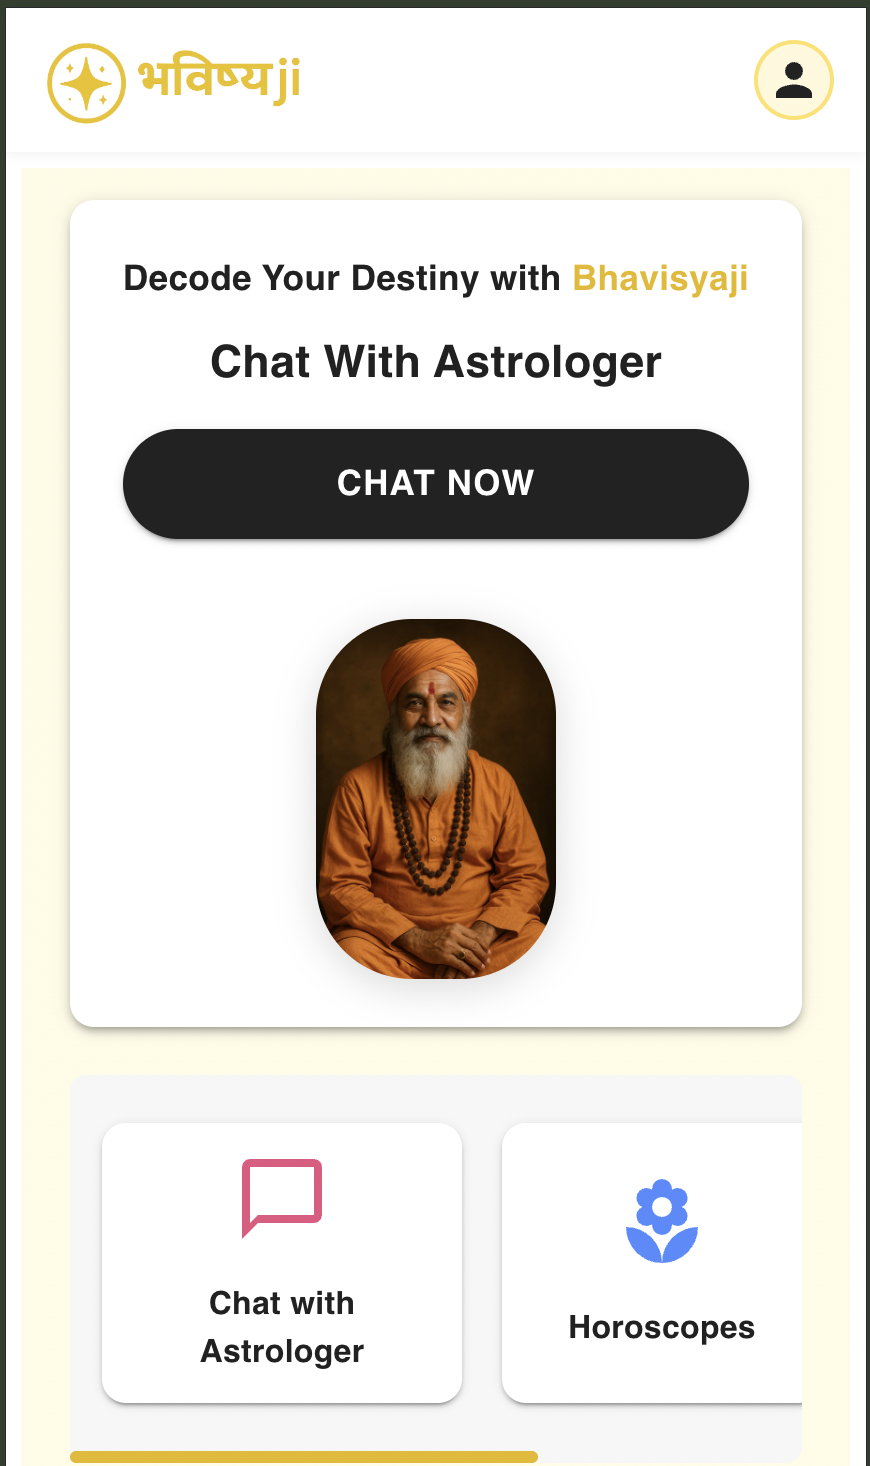 भविष्यji
Decode Your Destiny with Bhavisyaji
Chat With Astrologer
CHAT NOW
Chat with
Astrologer
Horoscopes